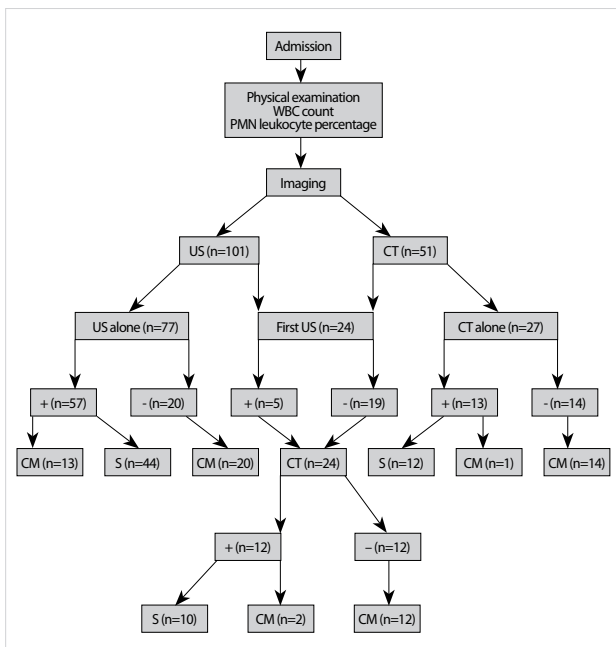 Admission
Physical examination
WBC count
PMN leukocyte percentage
Imaging
US (n=101)
CT (n=51)
US alone (n=77)
First US (n=24)
CT alone (n=27)
+ (n=57)
- (n=20)
+ (n=5)
- (n=19)
+ (n=13)
- (n=14)
CM (n=13)
S (n=44)
CM (n=20)
CT (n=24)
S (n=12)
CM (n=1)
CM (n=14)
+ (n=12)
– (n=12)
S (n=10)
CM (n=2)
CM (n=12)